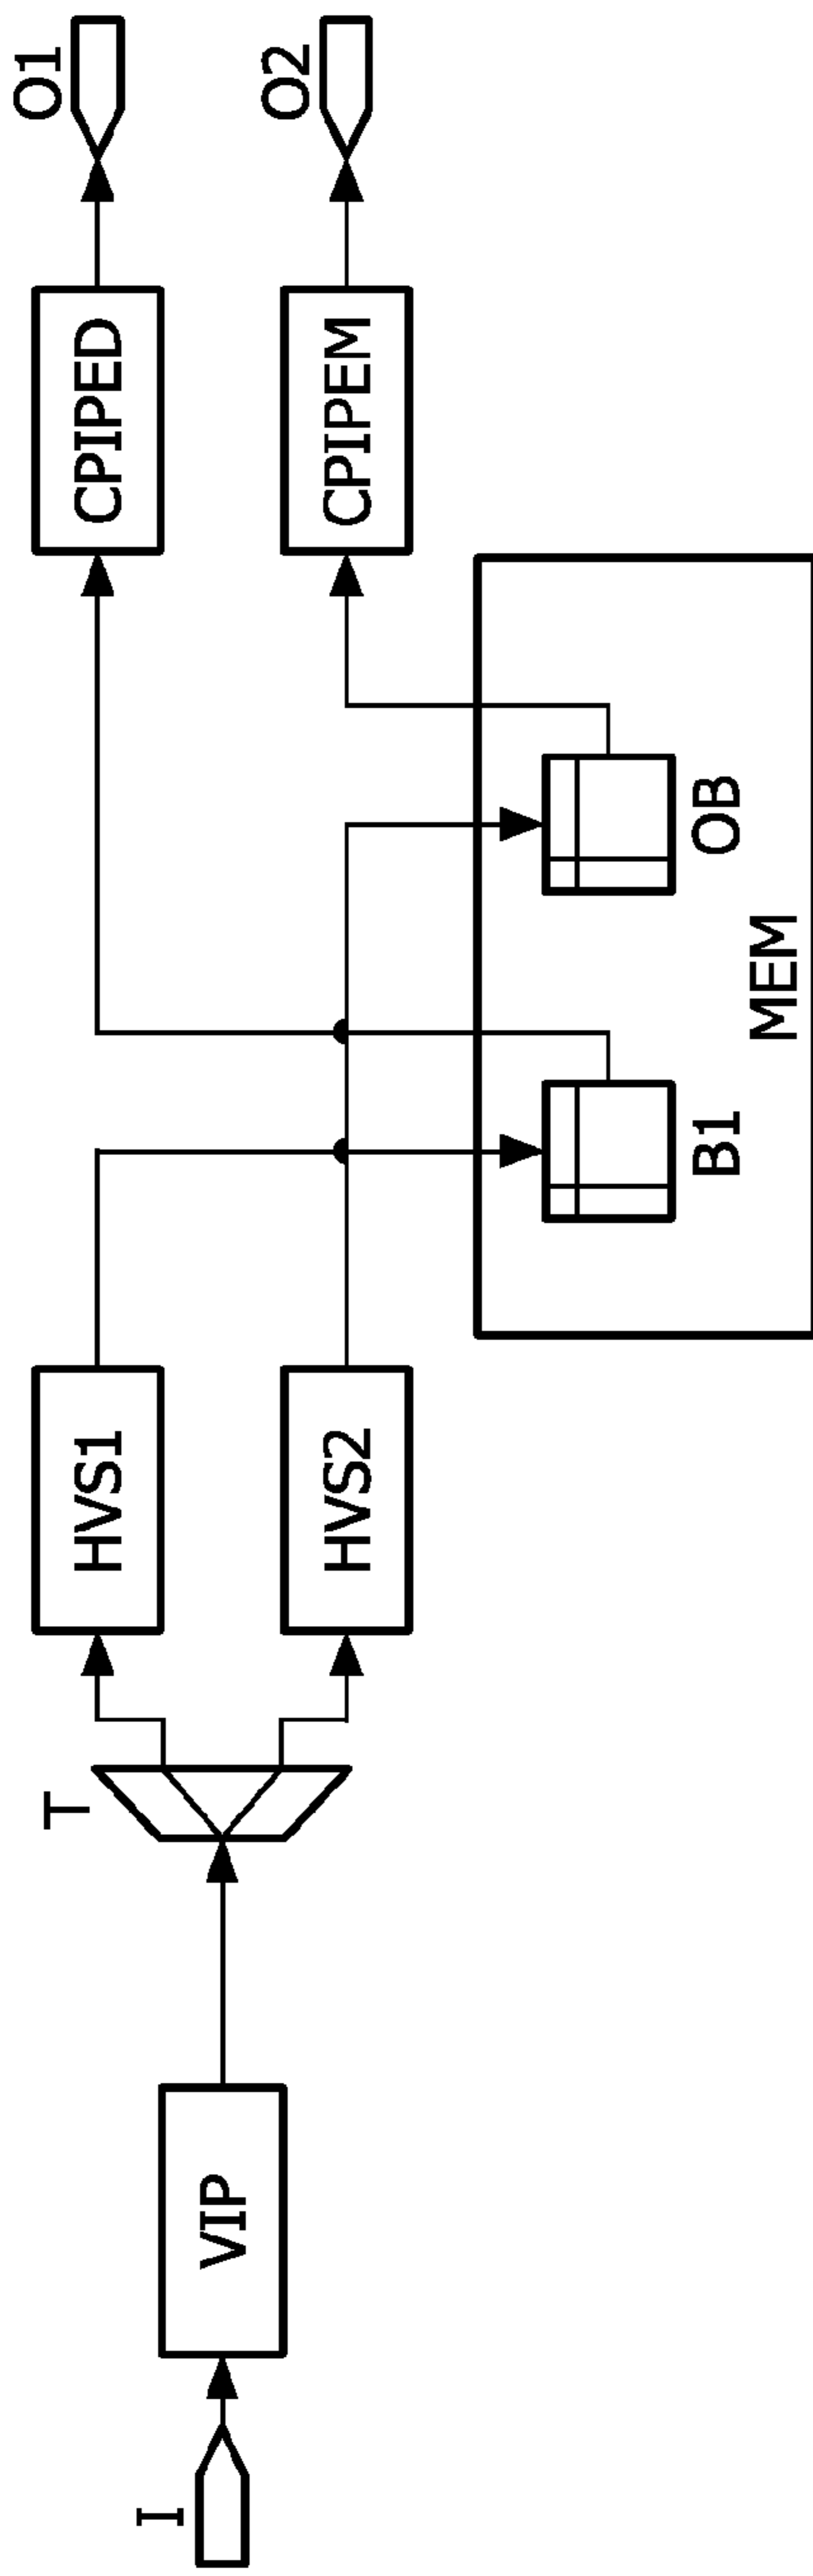 I
VIP
T
HVS1
HVS2
B1
OB
MEM
CPIPED
CPIPEM
O1
O2